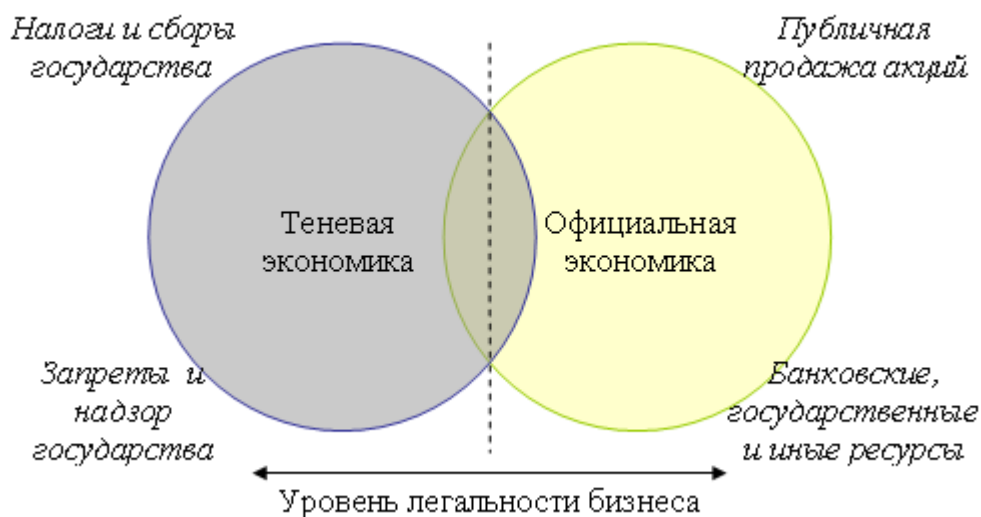 Налоги и сборы
государства
Публичная
продажа акций
Теневая
экономика
Официальная
экономика
Запреты и
надзор
государства
Банковские,
государственные
и иные ресурсы
Уровень легальности бизнеса